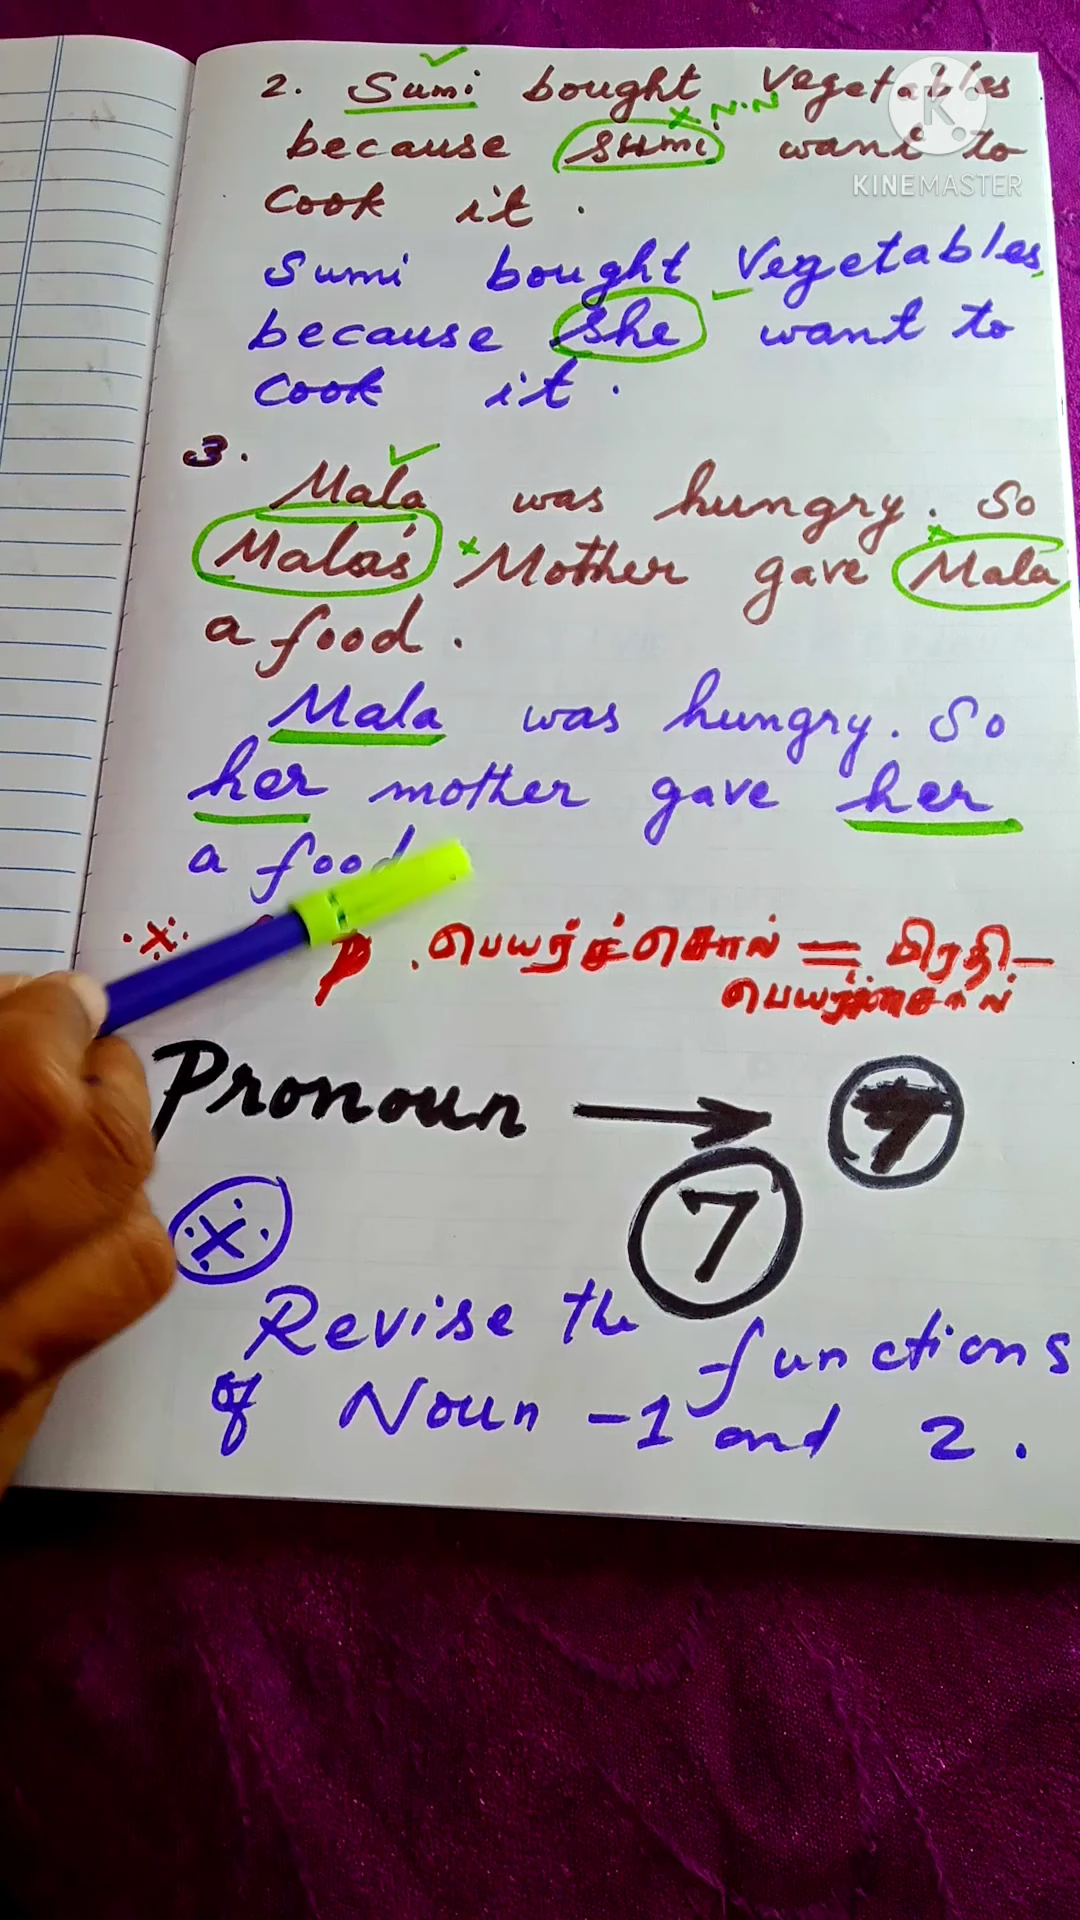 2. Sumi bought Vegetables
x N.N
because sumi want to
cook it.
Sumi bought Vegetables,
because she want to
cook it.
3.
Mala was hungry. So
Mala's x Mother gave x Mala
a food.
Mala was hungry. So
her mother gave her
a food
பெயர்ச்சொல் = பிரதி-
பெயர்ச்சொல்
Pronoun → 7
7
Revise the functions
of Noun -1 and 2.
K
KINEMASTER